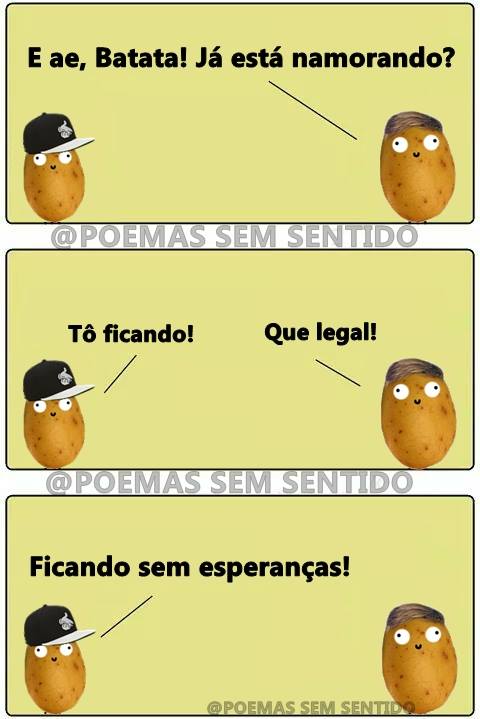 E ae, Batata! Já está namorando?
@POEMAS SEM SENTIDO
Tô ficando!
Que legal!
@POEMAS SEM SENTIDO
Ficando sem esperanças!
@POEMAS SEM SENTIDO